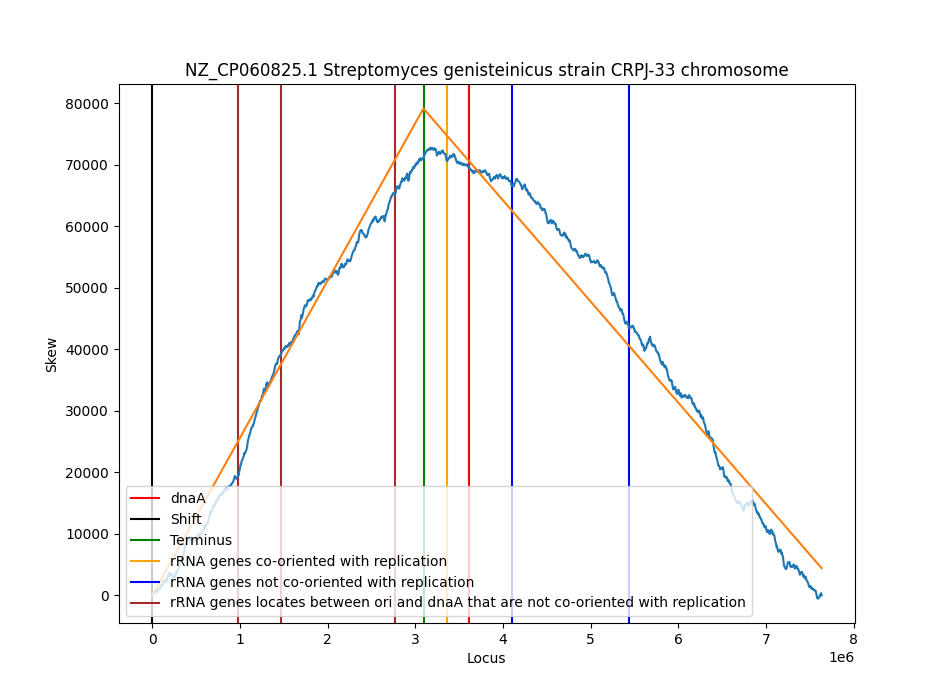 NZ_CP060825.1 Streptomyces genisteinicus strain CRPJ-33 chromosome
80000
70000
60000
50000
40000
30000
20000
10000
0
Skew
dnaA
Shift
Terminus
rRNA genes co-oriented with replication
rRNA genes not co-oriented with replication
rRNA genes locates between ori and dnaA that are not co-oriented with replication
0 1 2 3 4 5 6 7 8
1e6
Locus